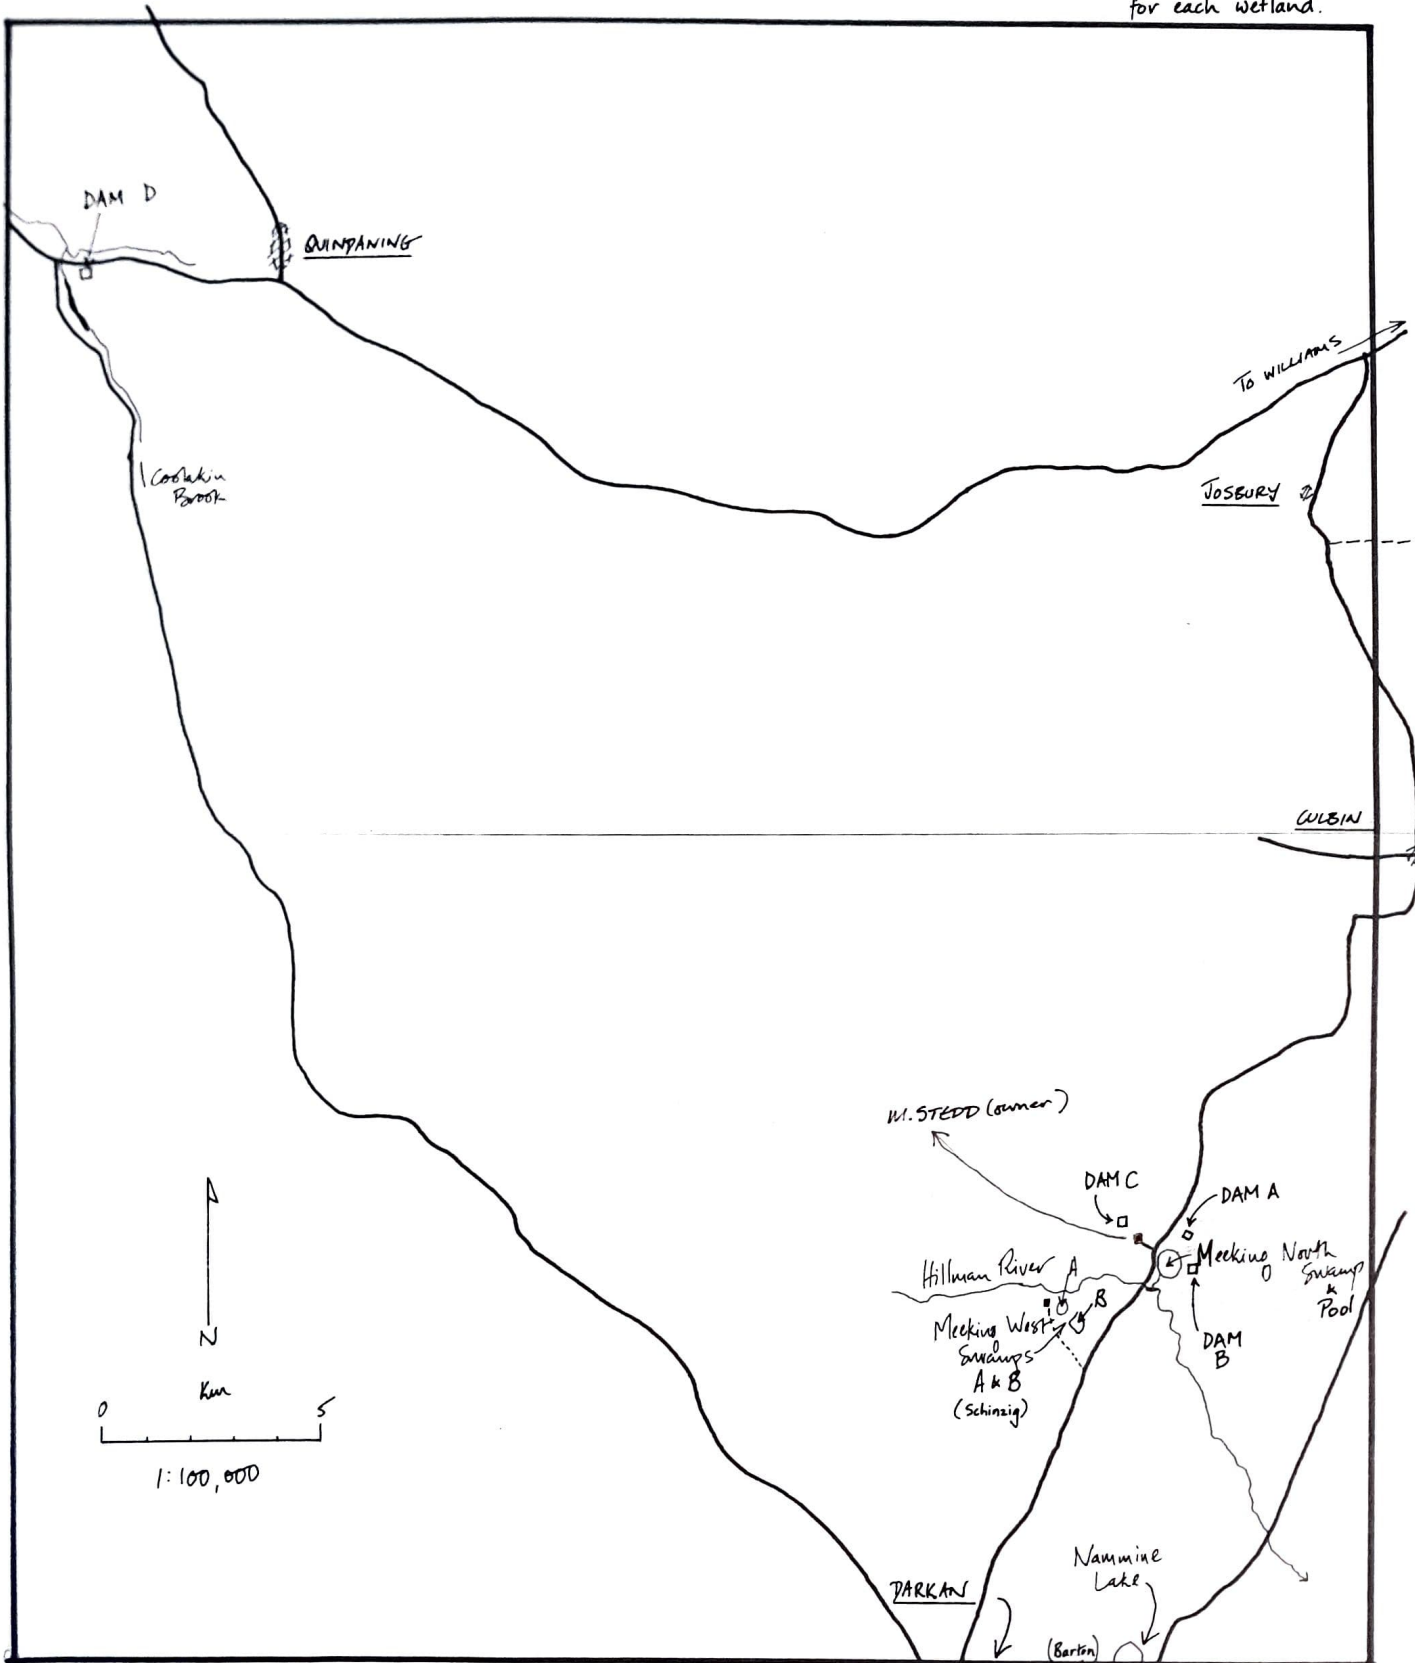 for each wetland.
DAM D
QUINDANING
TO WILLIAMS
JOSBURY
Coolakin
Brook
CULBIN
M. STEDD (owner)
DAM C
DAM A
Hillman River
A
Meeking North
Swamp
&
Pool
B
Meeking West
Swamps
A & B
(Schinzig)
DAM
B
N
Km
0 5
1:100,000
Nammine
Lake
DARKAN
(Barton)